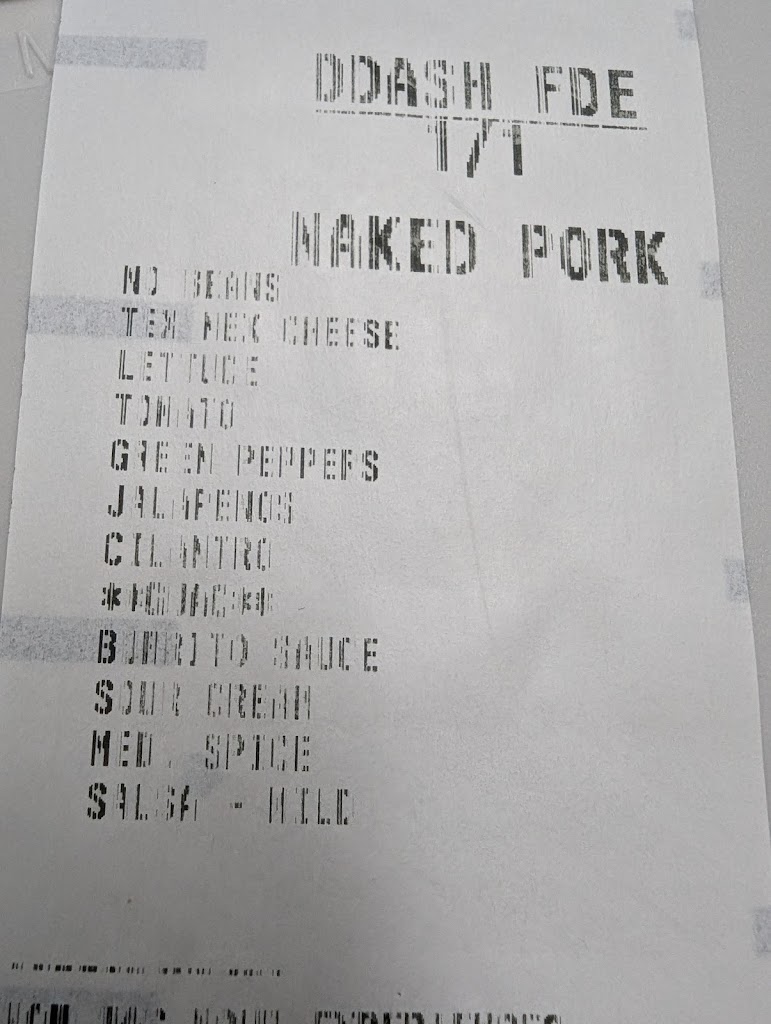 DDASH FDE
1/1
NAKED PORK
NO BEANS
TEX MEX CHEESE
LETTUCE
TOMATO
GREEN PEPPERS
JALAPENOS
CILANTRO
**GUAC**
BURRITO SAUCE
SOUR CREAM
MED. SPICE
SALSA - MILD